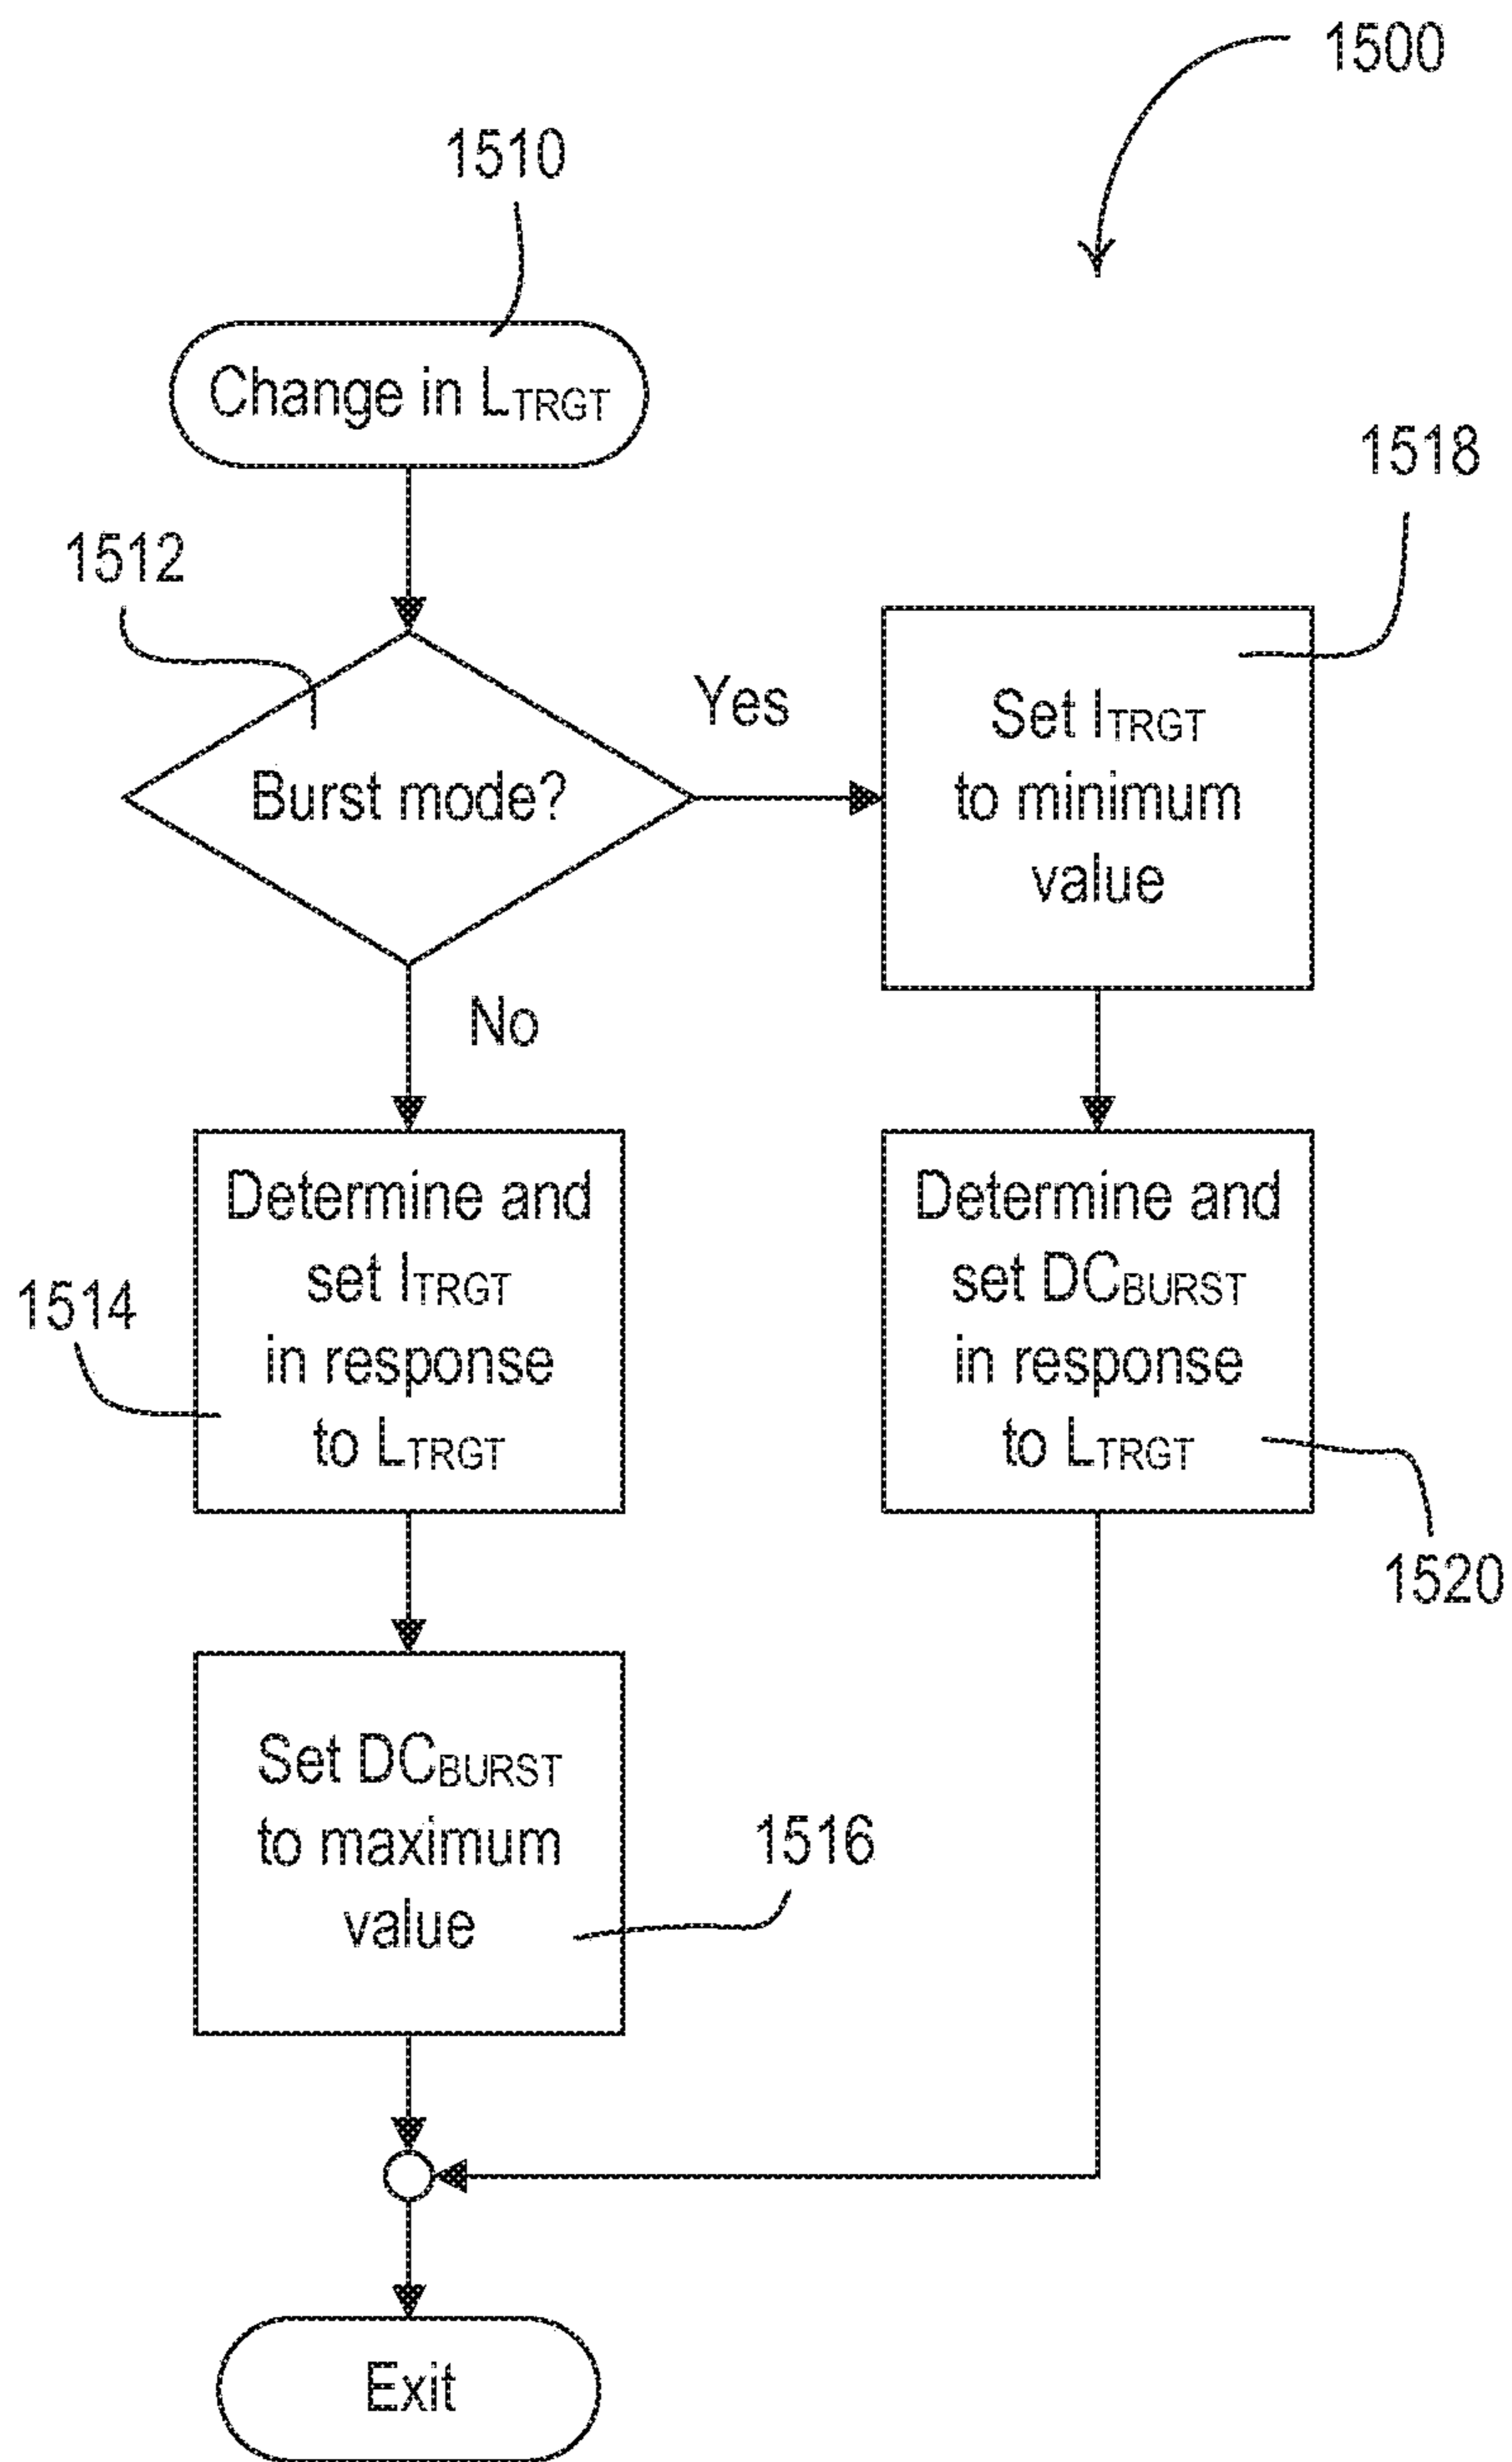 1500
1510
Change in LTRGT
1518
1512
Yes
Set ITRGT
to minimum
value
Burst mode?
No
Determine and
set ITRGT
in response
to LTRGT
1514
Determine and
set DCBURST
in response
to LTRGT
1520
Set DCBURST
to maximum
value
1516
Exit